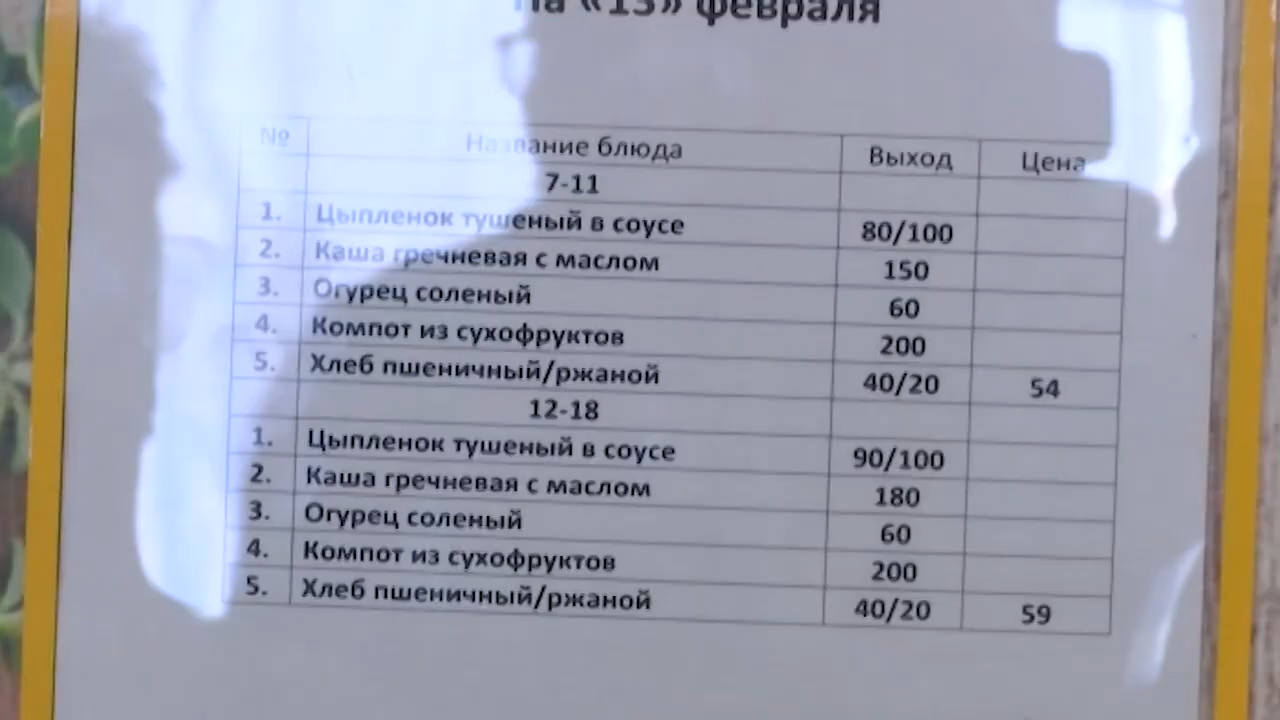 На «13» февраля
№ Название блюда Выход Цена
7-11
1. Цыпленок тушеный в соусе 80/100
2. Каша гречневая с маслом 150
3. Огурец соленый 60
4. Компот из сухофруктов 200
5. Хлеб пшеничный/ржаной 40/20 54
12-18
1. Цыпленок тушеный в соусе 90/100
2. Каша гречневая с маслом 180
3. Огурец соленый 60
4. Компот из сухофруктов 200
5. Хлеб пшеничный/ржаной 40/20 59